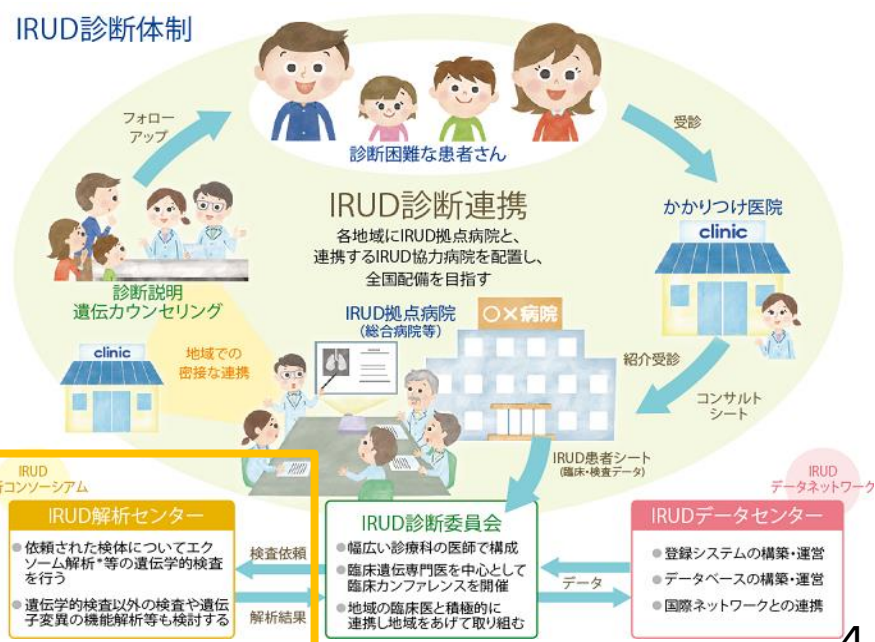 IRUD診断体制
フォロー
アップ
診断困難な患者さん
受診
IRUD診断連携
各地域にIRUD拠点病院と、
連携するIRUD協力病院を配置し、
全国配備を目指す
かかりつけ医院
clinic
診断説明
遺伝カウンセリング
IRUD拠点病院
(総合病院等)
〇×病院
clinic
地域での
密接な連携
紹介受診
コンサルト
シート
IRUD患者シート
(臨床・検査データ)
IRUD
コンソーシアム
IRUD
データネットワーク
IRUD解析センター
●依頼された検体についてエク
ソーム解析*等の遺伝学的検査
を行う
●遺伝学的検査以外の検査や遺伝
子変異の機能解析等も検討する
検査依頼
解析結果
IRUD診断委員会
●幅広い診療科の医師で構成
●臨床遺伝専門医を中心として
臨床カンファレンスを開催
●地域の臨床医と積極的に
連携し地域をあげて取り組む
データ
IRUDデータセンター
●登録システムの構築・運営
●データベースの構築・運営
●国際ネットワークとの連携
4